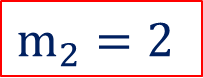 m₂ = 2